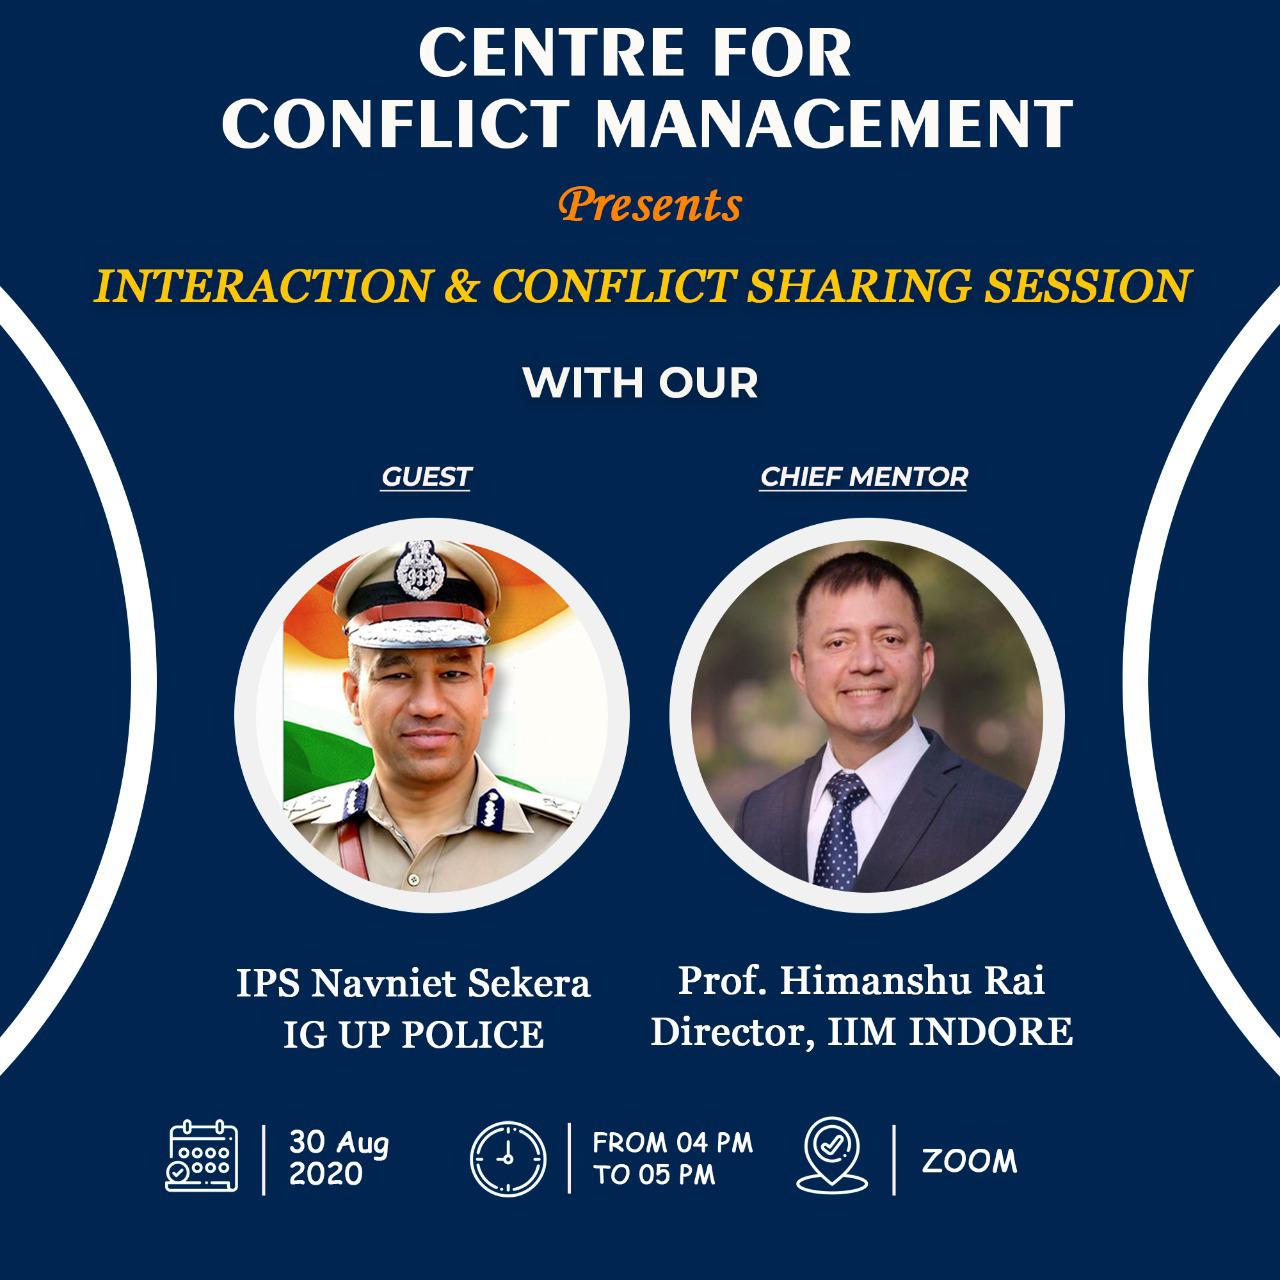 CENTRE FOR
CONFLICT MANAGEMENT
Presents
INTERACTION & CONFLICT SHARING SESSION
WITH OUR
GUEST
CHIEF MENTOR
IPS Navniet Sekera
IG UP POLICE
Prof. Himanshu Rai
Director, IIM INDORE
30 Aug
2020
FROM 04 PM
TO 05 PM
ZOOM